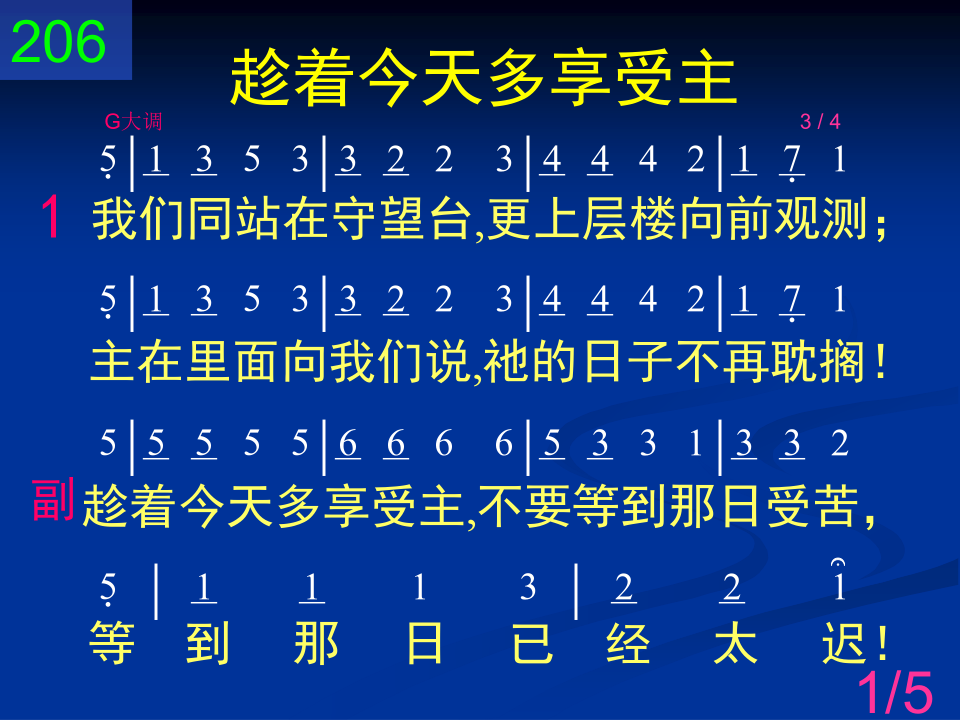 206
趁着今天多享受主
G大调 3 / 4
5̣ | 1̲ 3̲ 5 3 | 3̲ 2̲ 2 3 | 4̲ 4̲ 4 2 | 1̲ 7̣̲ 1
1 我们同站在守望台,更上层楼向前观测；
5̣ | 1̲ 3̲ 5 3 | 3̲ 2̲ 2 3 | 4̲ 4̲ 4 2 | 1̲ 7̣̲ 1
主在里面向我们说,祂的日子不再耽搁！
5 | 5̲ 5̲ 5 5 | 6̲ 6̲ 6 6 | 5̲ 3̲ 3 1 | 3̲ 3̲ 2
副 趁着今天多享受主,不要等到那日受苦，
5̣ | 1̲ 1̲ 1 3 | 2̲ 2̲ 1̑
等 到 那 日 已 经 太 迟！
1/5